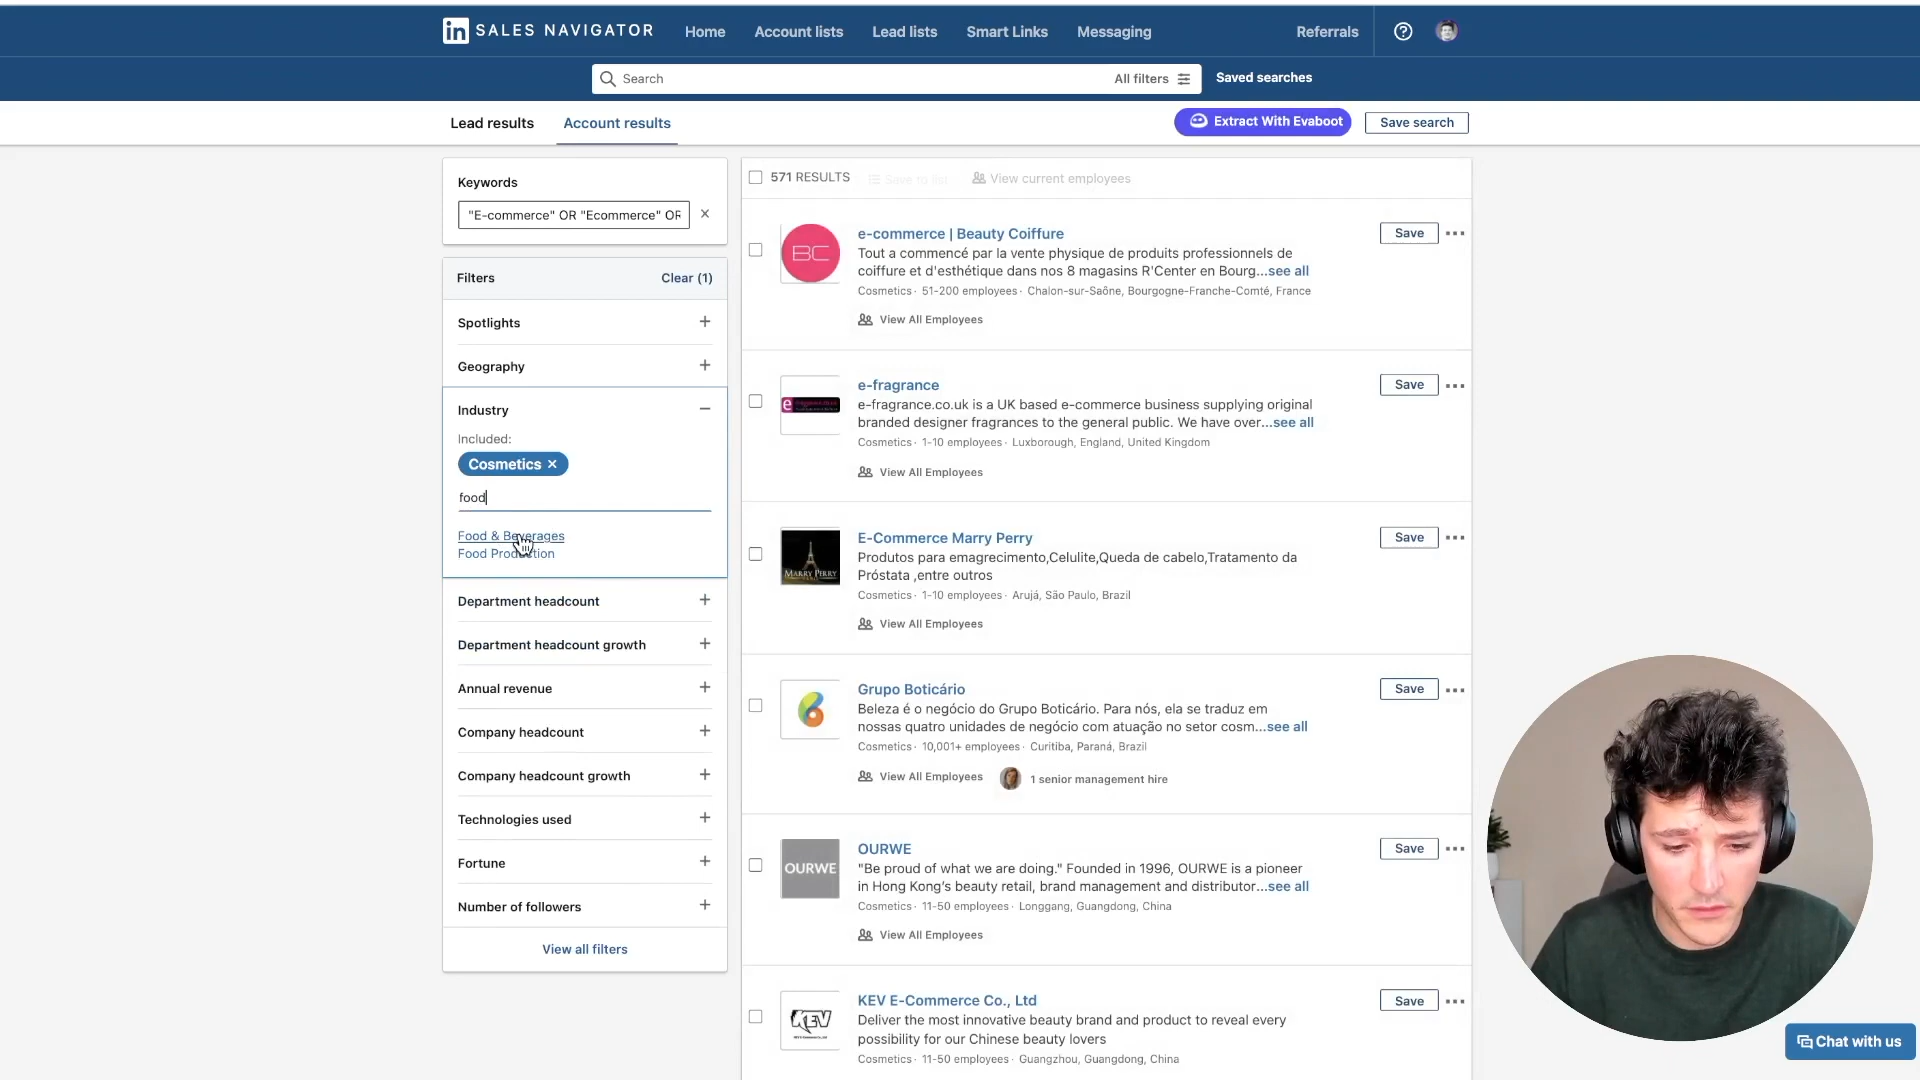 in SALES NAVIGATOR
Home
Account lists
Lead lists
Smart Links
Messaging
Referrals
Search
All filters
Saved searches
Lead results
Account results
Extract With Evaboot
Save search
Keywords
"E-commerce" OR "Ecommerce" OR
Filters
Clear (1)
Spotlights
Geography
Industry
Included:
Cosmetics
food
Food & Beverages
Food Production
Department headcount
Department headcount growth
Annual revenue
Company headcount
Company headcount growth
Technologies used
Fortune
Number of followers
View all filters
571 RESULTS
Save to list
View current employees
BC
e-commerce | Beauty Coiffure
Save
Tout a commencé par la vente physique de produits professionnels de
coiffure et d'esthétique dans nos 8 magasins R'Center en Bourg...see all
Cosmetics · 51-200 employees · Chalon-sur-Saône, Bourgogne-Franche-Comté, France
View All Employees
e-fragrance
Save
e-fragrance.co.uk is a UK based e-commerce business supplying original
branded designer fragrances to the general public. We have over...see all
Cosmetics · 1-10 employees · Luxborough, England, United Kingdom
View All Employees
MARRY PERRY
E-Commerce Marry Perry
Save
Produtos para emagrecimento,Celulite,Queda de cabelo,Tratamento da
Próstata ,entre outros
Cosmetics · 1-10 employees · Arujá, São Paulo, Brazil
View All Employees
Grupo Boticário
Save
Beleza é o negócio do Grupo Boticário. Para nós, ela se traduz em
nossas quatro unidades de negócio com atuação no setor cosm...see all
Cosmetics · 10,001+ employees · Curitiba, Paraná, Brazil
View All Employees
1 senior management hire
OURWE
OURWE
Save
"Be proud of what we are doing." Founded in 1996, OURWE is a pioneer
in Hong Kong's beauty retail, brand management and distributor...see all
Cosmetics · 11-50 employees · Longgang, Guangdong, China
View All Employees
KEV
KEV E-Commerce Co., Ltd
Save
Deliver the most innovative beauty brand and product to reveal every
possibility for our Chinese beauty lovers
Cosmetics · 11-50 employees · Guangzhou, Guangdong, China
Chat with us